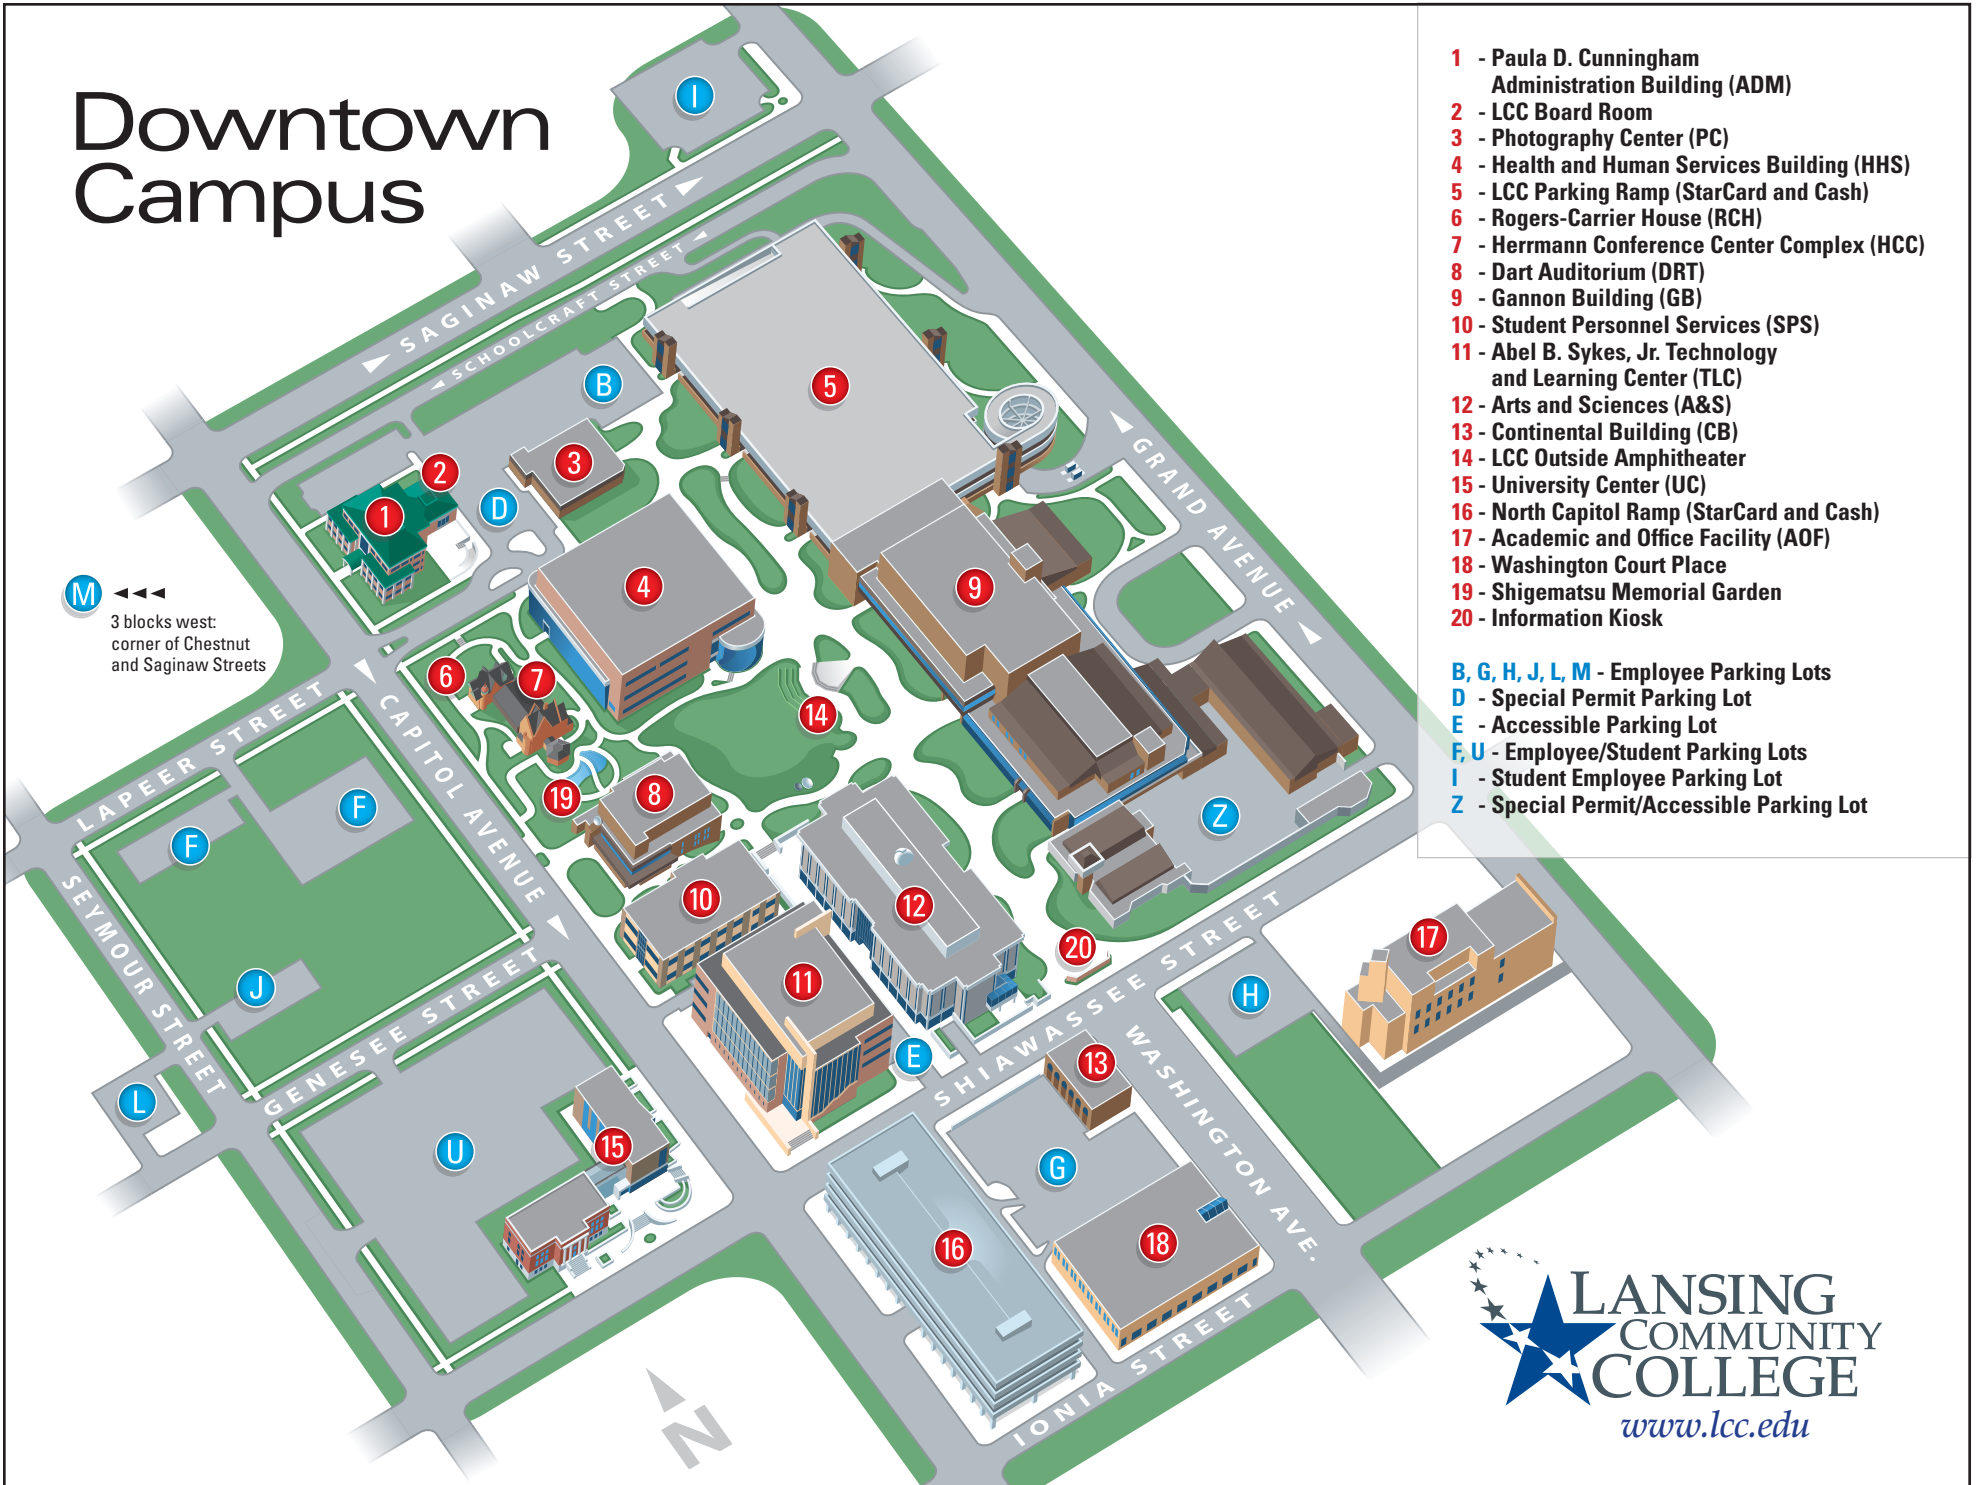 Downtown
Campus
1 - Paula D. Cunningham
Administration Building (ADM)
2 - LCC Board Room
3 - Photography Center (PC)
4 - Health and Human Services Building (HHS)
5 - LCC Parking Ramp (StarCard and Cash)
6 - Rogers-Carrier House (RCH)
7 - Herrmann Conference Center Complex (HCC)
8 - Dart Auditorium (DRT)
9 - Gannon Building (GB)
10 - Student Personnel Services (SPS)
11 - Abel B. Sykes, Jr. Technology
and Learning Center (TLC)
12 - Arts and Sciences (A&S)
13 - Continental Building (CB)
14 - LCC Outside Amphitheater
15 - University Center (UC)
16 - North Capitol Ramp (StarCard and Cash)
17 - Academic and Office Facility (AOF)
18 - Washington Court Place
19 - Shigematsu Memorial Garden
20 - Information Kiosk
B, G, H, J, L, M - Employee Parking Lots
D - Special Permit Parking Lot
E - Accessible Parking Lot
F, U - Employee/Student Parking Lots
I - Student Employee Parking Lot
Z - Special Permit/Accessible Parking Lot
I
SAGINAW STREET
SCHOOLCRAFT STREET
B
5
2
3
1
D
GRAND AVENUE
M
3 blocks west:
corner of Chestnut
and Saginaw Streets
4
9
6
7
14
LAPEER STREET
CAPITOL AVENUE
19
8
F
F
Z
10
12
SEYMOUR STREET
20
17
11
J
H
GENESEE STREET
SHIAWASSEE STREET
E
13
WASHINGTON AVE.
L
U
15
G
16
18
IONIA STREET
N
LANSING
COMMUNITY
COLLEGE
www.lcc.edu